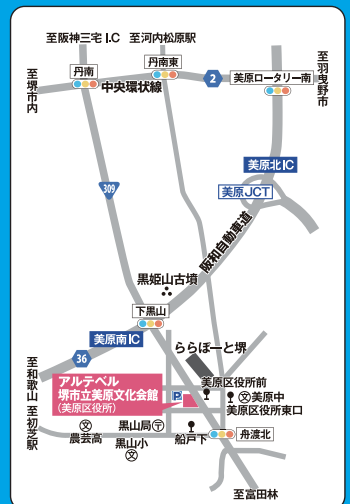 至阪神三宅I.C 至河内松原駅
至堺市内
丹南
丹南東
中央環状線
2
美原ロータリー南
至羽曳野市
美原北IC
美原JCT
309
阪和自動車道
黒姫山古墳
下黒山
美原南IC
36
ららぽーと堺
至和歌山
至初芝駅
アルテベル
堺市立美原文化会館
(美原区役所)
P
美原区役所前
文美原中
美原区役所東口
文
農芸高
黒山局〒
黒山小
文
船戸下
舟渡北
至富田林